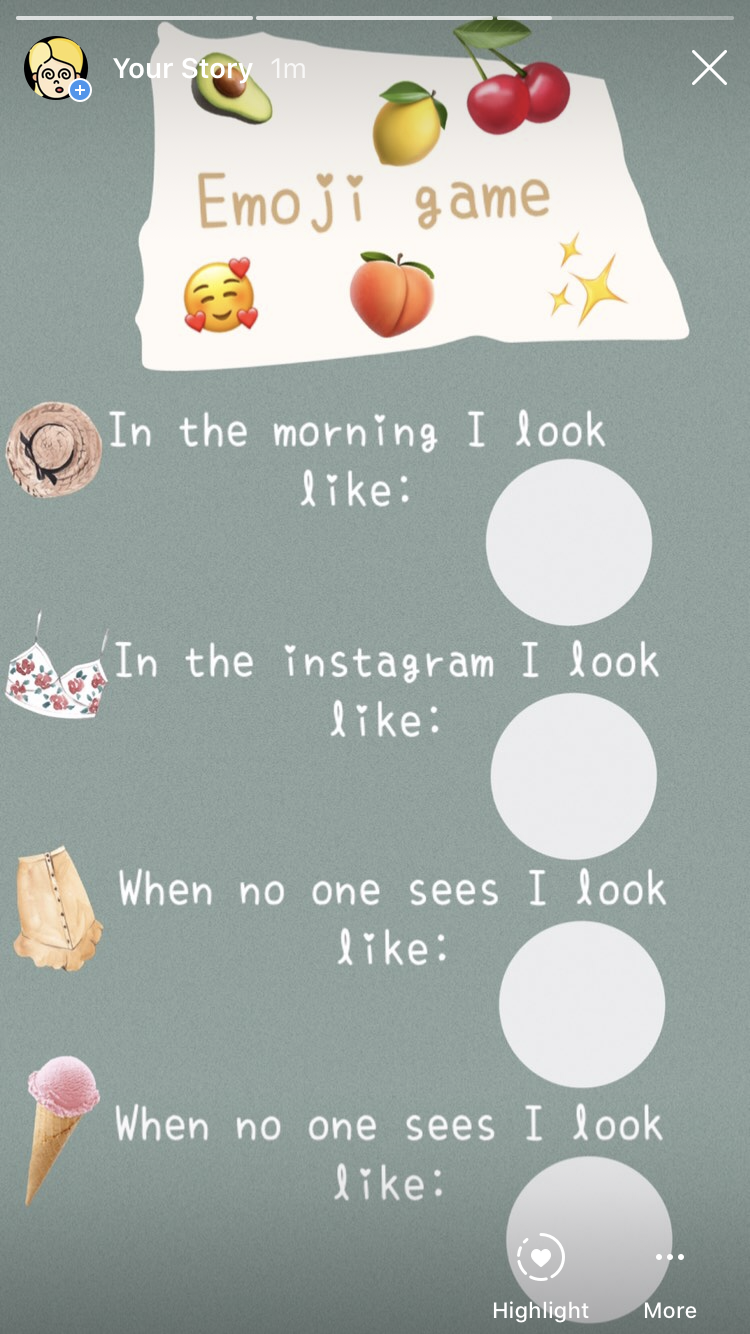 Your Story 1m
Emoji game
In the morning I look
like:
In the instagram I look
like:
When no one sees I look
like:
When no one sees I look
like:
Highlight More